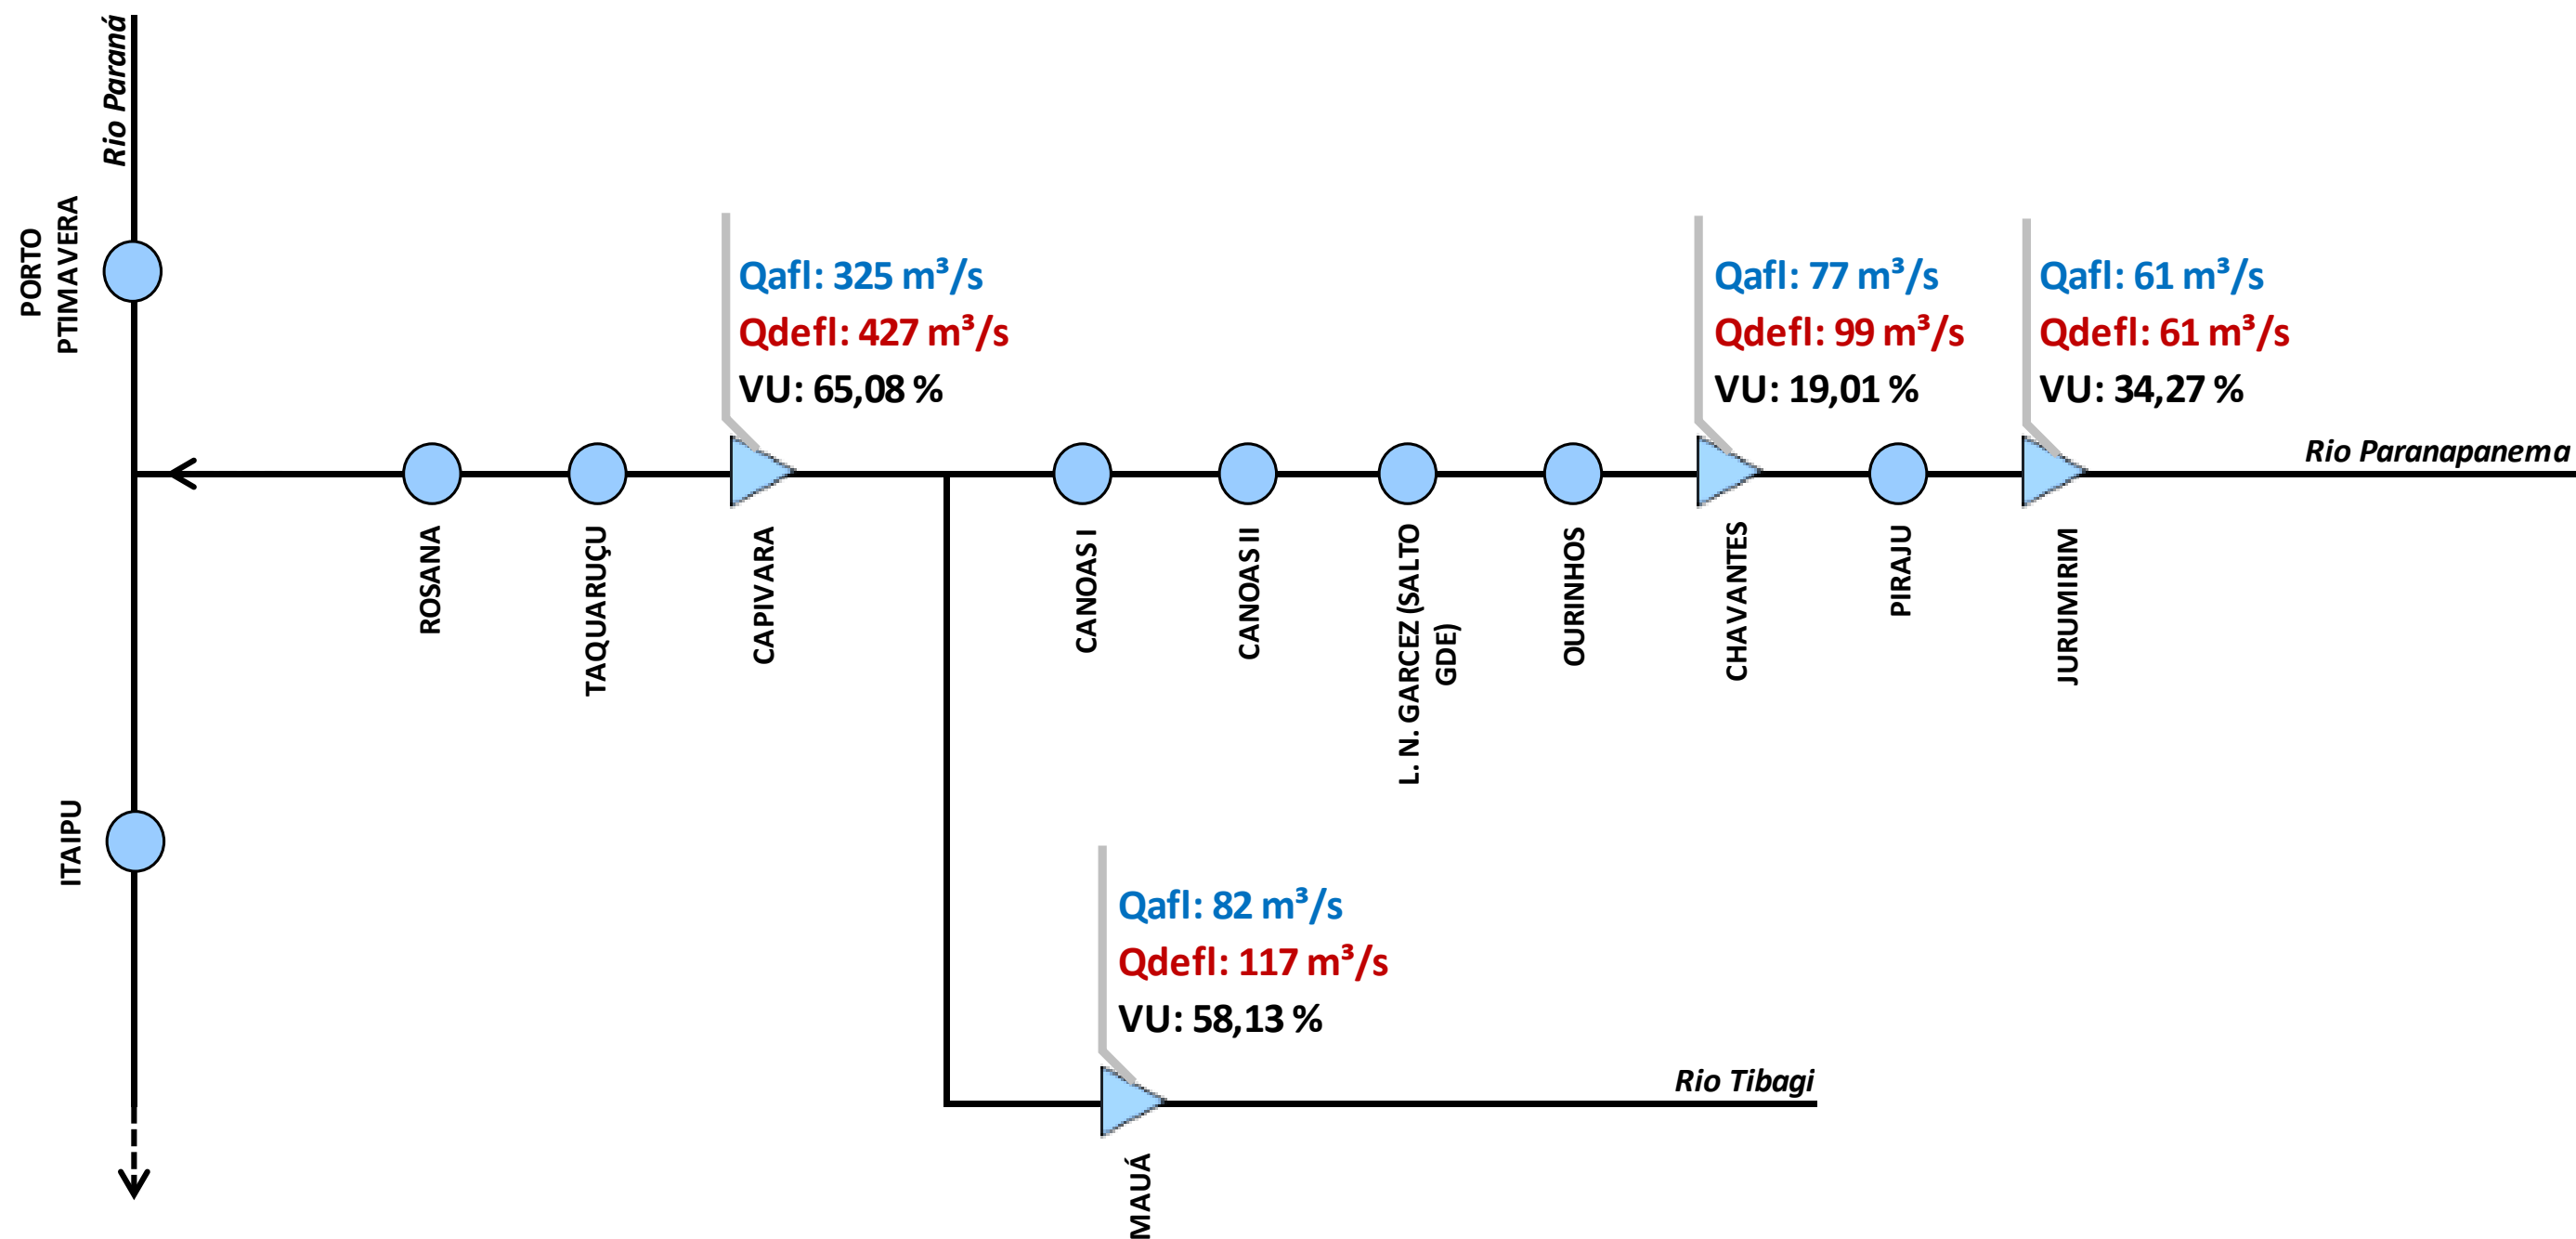 Rio Paraná
PORTO
PTIMAVERA
Qafl: 325 m³/s
Qdefl: 427 m³/s
VU: 65,08 %
Qafl: 77 m³/s
Qdefl: 99 m³/s
VU: 19,01 %
Qafl: 61 m³/s
Qdefl: 61 m³/s
VU: 34,27 %
Rio Paranapanema
ROSANA
TAQUARUÇU
CAPIVARA
CANOAS I
CANOAS II
L. N. GARCEZ (SALTO
GDE)
OURINHOS
CHAVANTES
PIRAJU
JURUMIRIM
ITAIPU
Qafl: 82 m³/s
Qdefl: 117 m³/s
VU: 58,13 %
Rio Tibagi
MAUÁ